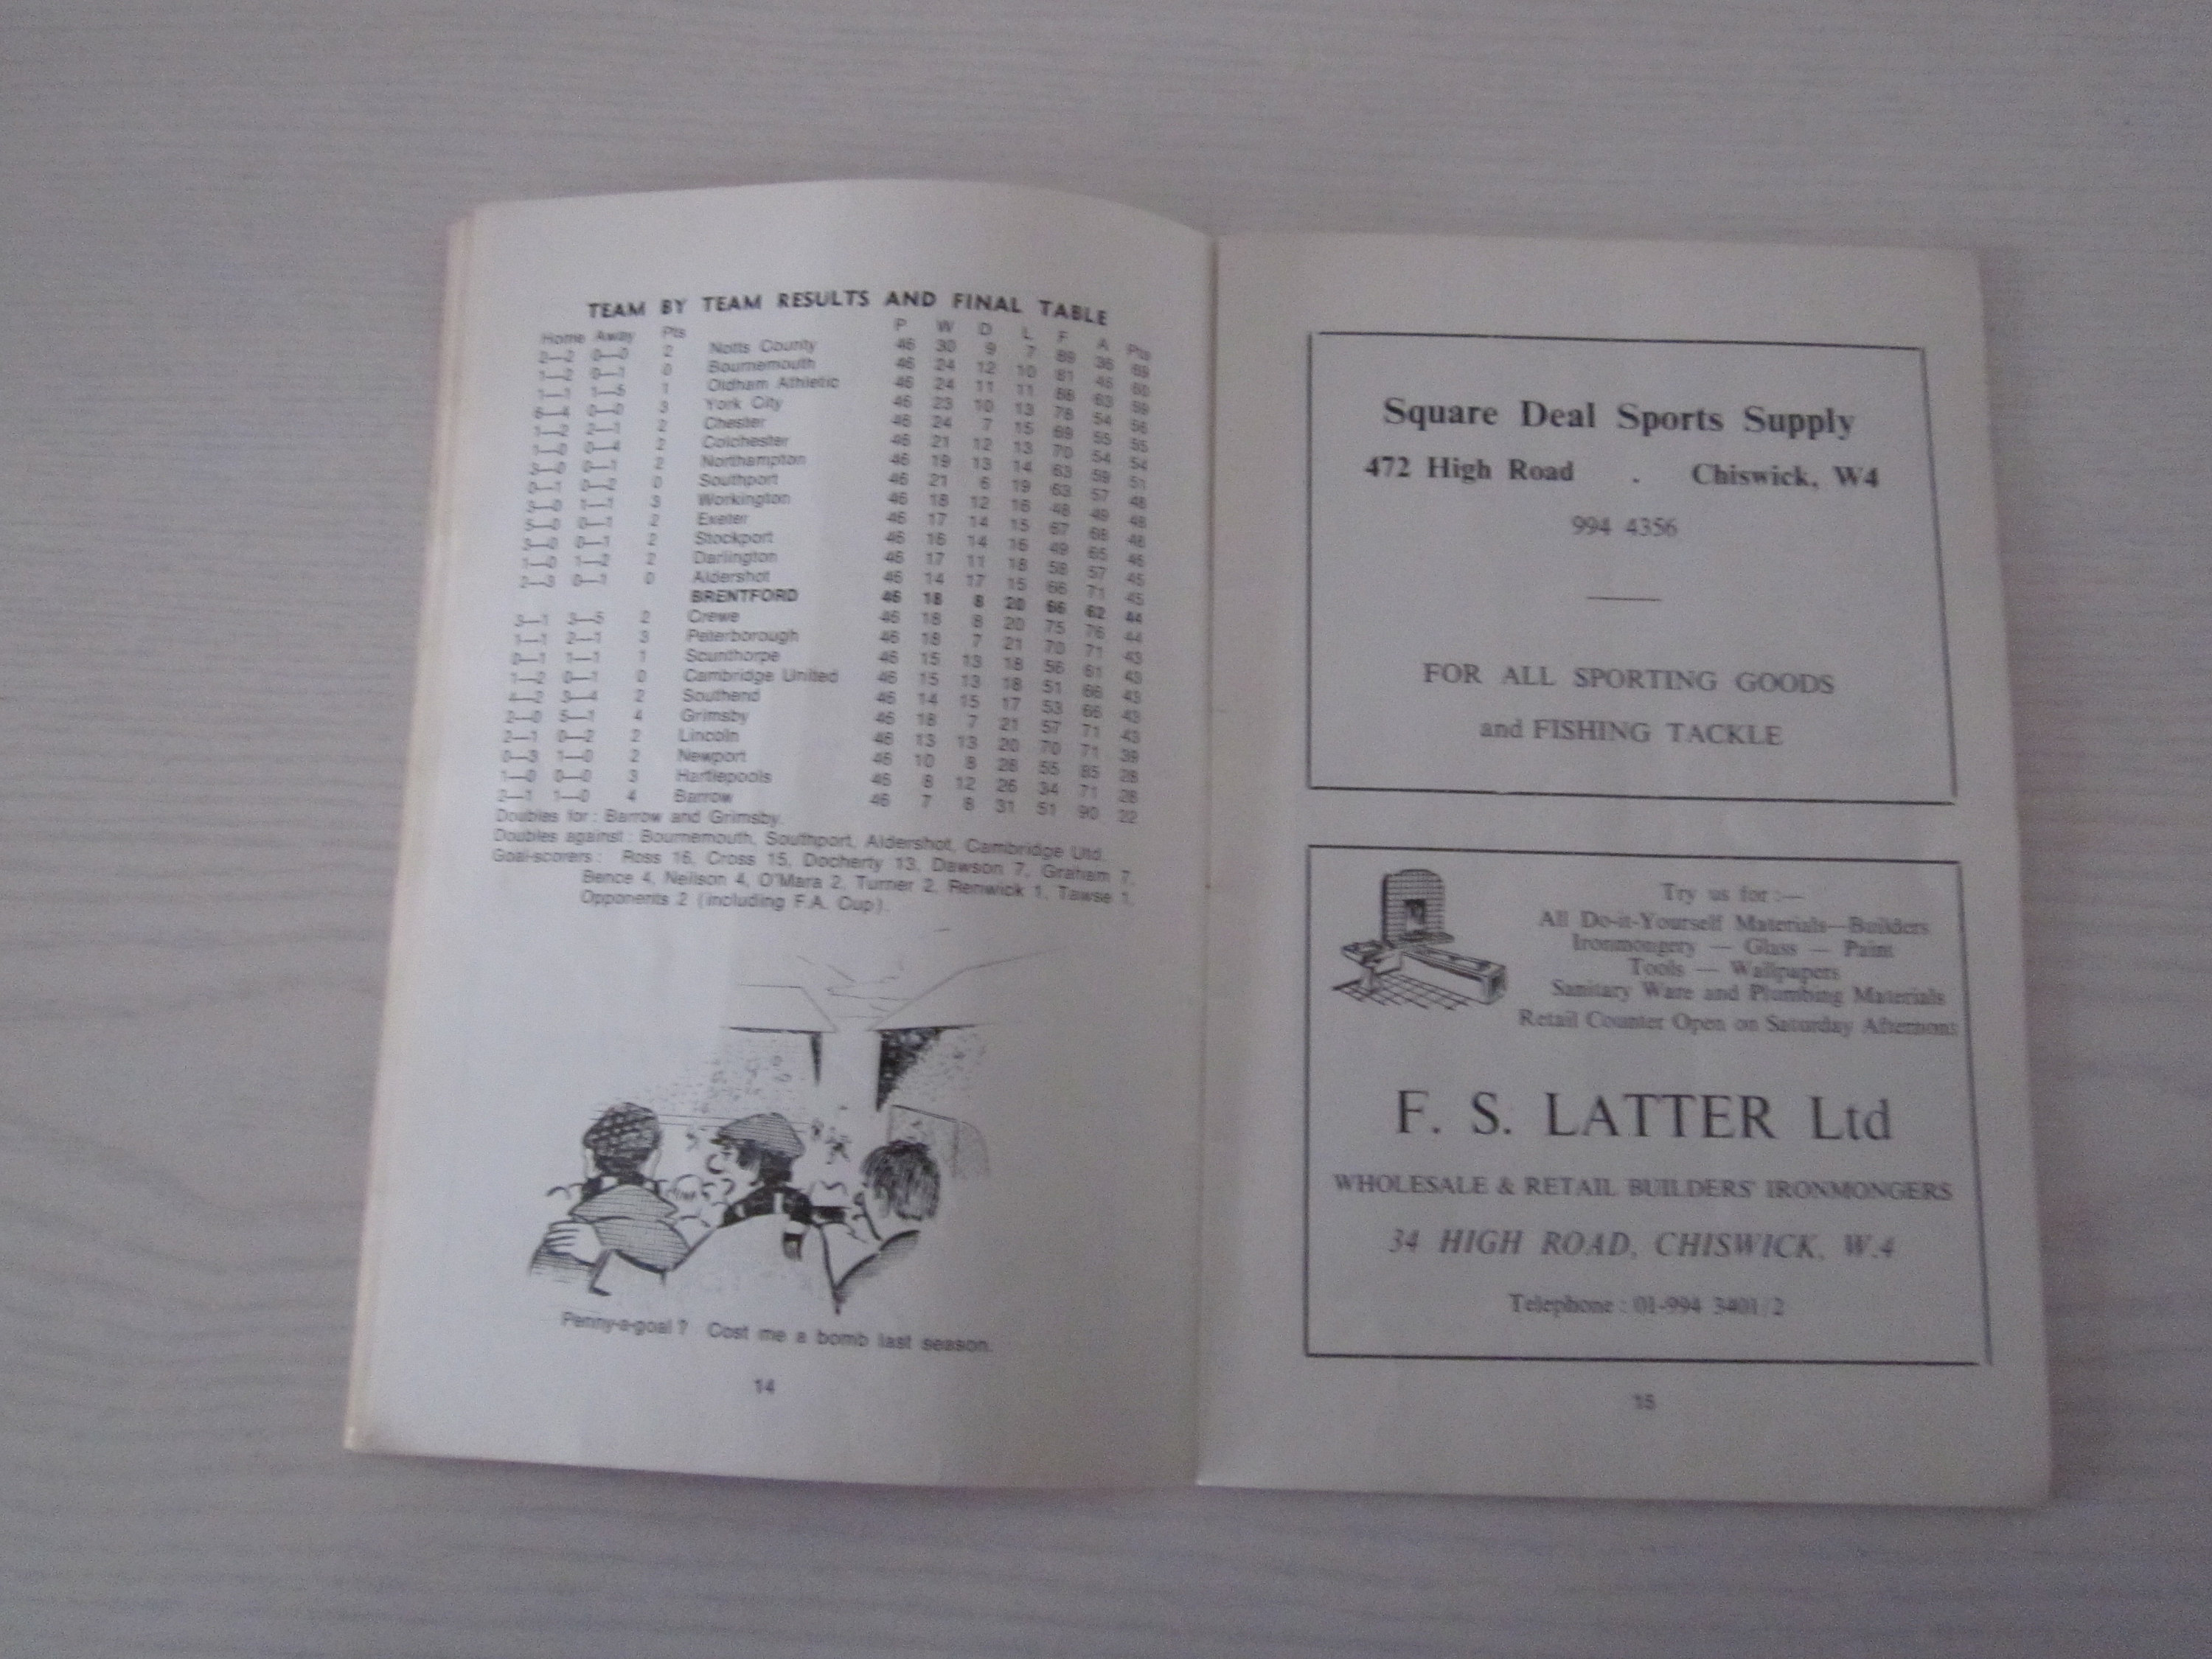 TEAM BY TEAM RESULTS AND FINAL TABLE
Home Away Pts P W D L F A Pts
2—2 0—0 2 Notts County 46 30 9 7 89 36 69
1—2 0—1 0 Bournemouth 46 24 12 10 81 46 60
1—1 1—5 1 Oldham Athletic 46 24 11 11 88 63 59
6—4 0—0 3 York City 46 23 10 13 78 54 56
1—2 2—1 2 Chester 46 24 7 15 69 55 55
1—0 0—4 2 Colchester 46 21 12 13 70 54 54
3—0 0—1 2 Northampton 46 19 13 14 63 59 51
0—1 0—2 0 Southport 46 21 6 19 63 57 48
3—0 1—1 3 Workington 46 18 12 16 48 49 48
5—0 0—1 2 Exeter 46 17 14 15 67 68 48
3—0 0—1 2 Stockport 46 16 14 16 49 65 46
1—0 1—2 2 Darlington 46 17 11 18 58 57 45
2—3 0—1 0 Aldershot 46 14 17 15 66 71 45
BRENTFORD 46 18 8 20 66 62 44
3—1 3—5 2 Crewe 46 18 8 20 75 76 44
1—1 2—1 3 Peterborough 46 18 7 21 70 71 43
0—1 1—1 1 Scunthorpe 46 15 13 18 56 61 43
1—2 0—1 0 Cambridge United 46 15 13 18 51 66 43
4—2 3—4 2 Southend 46 14 15 17 53 66 43
2—0 5—1 4 Grimsby 46 18 7 21 57 71 43
2—1 0—2 2 Lincoln 46 13 13 20 70 71 39
0—3 1—0 2 Newport 46 10 8 28 55 85 28
1—0 0—0 3 Hartlepools 46 8 12 26 34 71 28
2—1 1—0 4 Barrow 46 7 8 31 51 90 22
Doubles for : Barrow and Grimsby.
Doubles against : Bournemouth, Southport, Aldershot, Cambridge Utd.
Goal-scorers : Ross 16, Cross 15, Docherty 13, Dawson 7, Graham 7,
Bence 4, Neilson 4, O'Mara 2, Turner 2, Renwick 1, Tawse 1,
Opponents 2 (including F.A. Cup).
Penny-a-goal ? Cost me a bomb last season.
14
Square Deal Sports Supply
472 High Road . Chiswick, W4
994 4356
FOR ALL SPORTING GOODS
and FISHING TACKLE
Try us for :—
All Do-it-Yourself Materials—Builders
Ironmongery — Glass — Paint
Tools — Wallpapers
Sanitary Ware and Plumbing Materials
Retail Counter Open on Saturday Afternons
F. S. LATTER Ltd
WHOLESALE & RETAIL BUILDERS' IRONMONGERS
34 HIGH ROAD, CHISWICK, W.4
Telephone : 01-994 3401/2
15